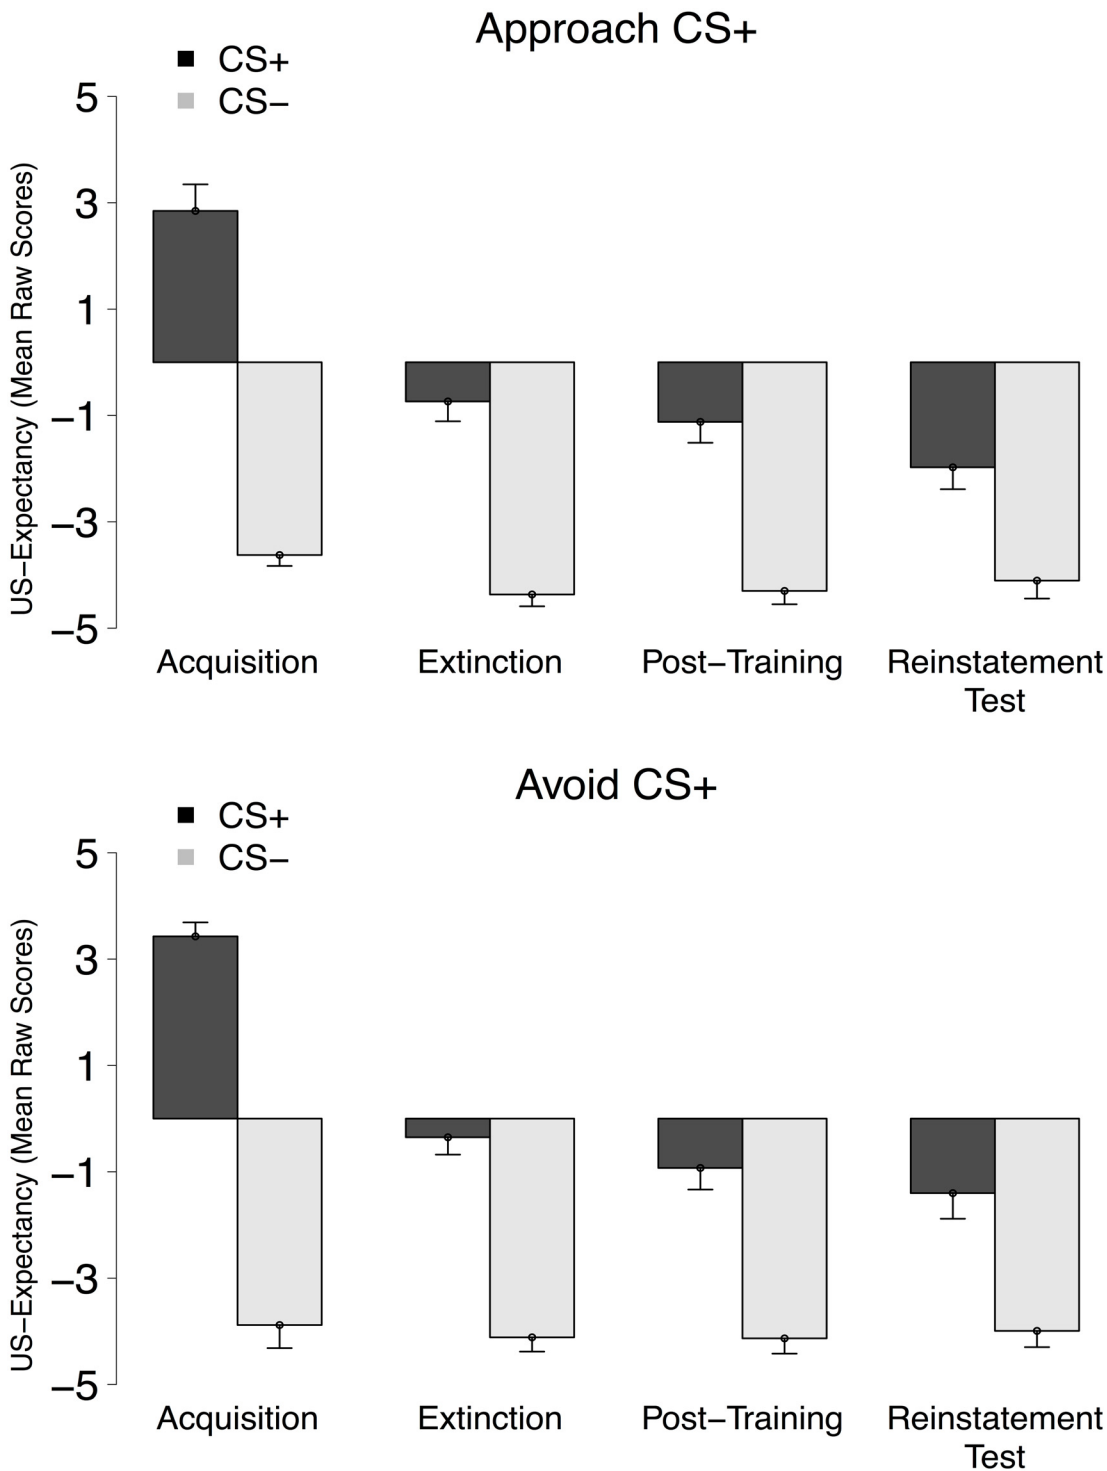 Approach CS+
CS+
CS−
US−Expectancy (Mean Raw Scores)
5
3
1
−1
−3
−5
Acquisition Extinction Post−Training Reinstatement
Test
Avoid CS+
CS+
CS−
US−Expectancy (Mean Raw Scores)
5
3
1
−1
−3
−5
Acquisition Extinction Post−Training Reinstatement
Test